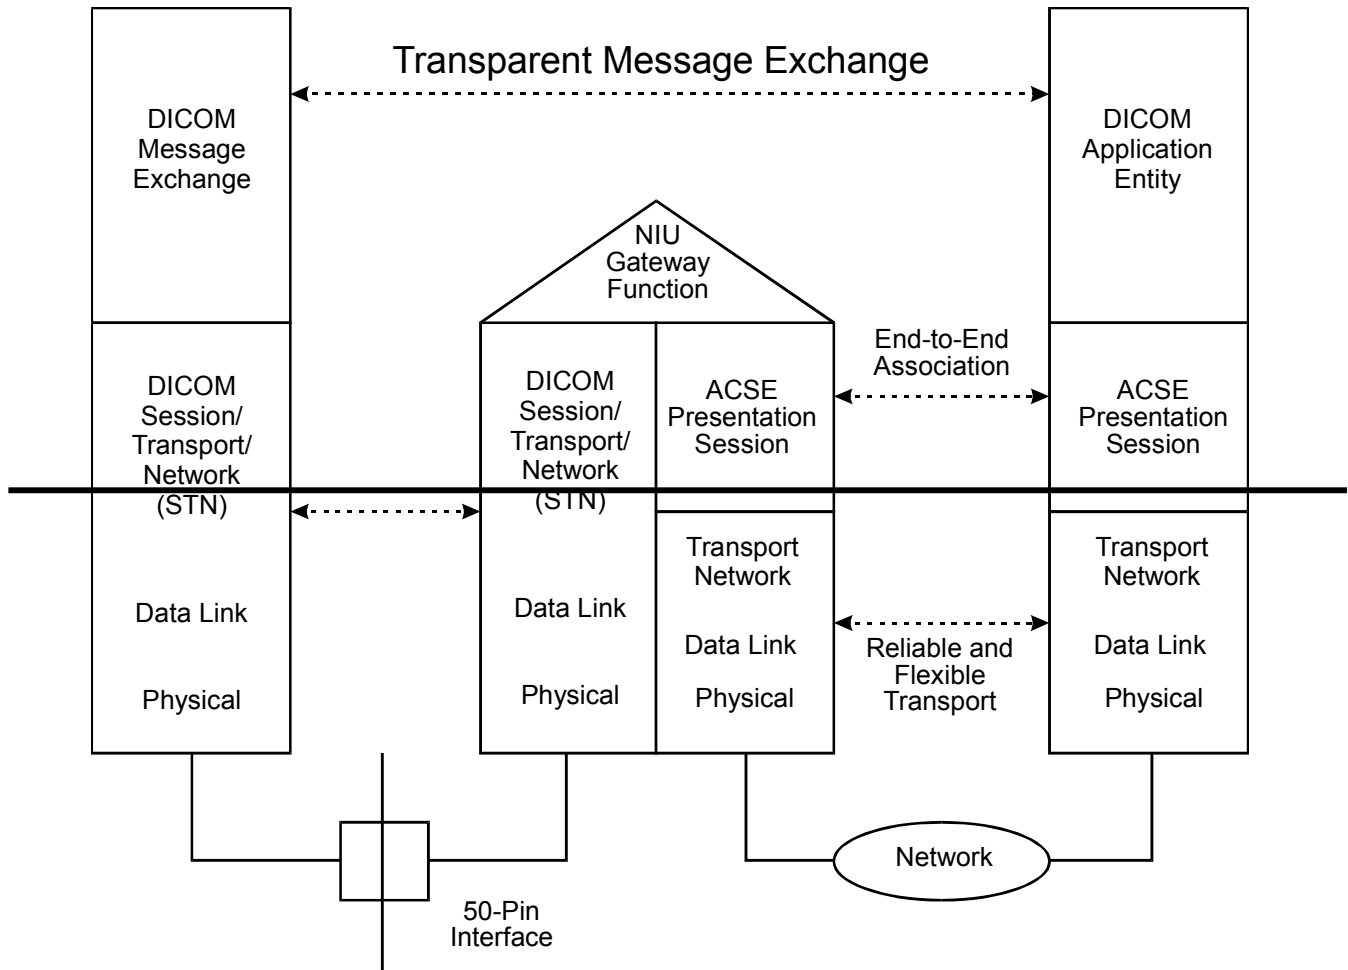 Transparent Message Exchange
DICOM
Message
Exchange
DICOM
Application
Entity
NIU
Gateway
Function
DICOM
Session/
Transport/
Network
(STN)
Data Link
Physical
DICOM
Session/
Transport/
Network
(STN)
Data Link
Physical
ACSE
Presentation
Session
Transport
Network
Data Link
Physical
End-to-End
Association
Reliable and
Flexible
Transport
ACSE
Presentation
Session
Transport
Network
Data Link
Physical
50-Pin
Interface
Network